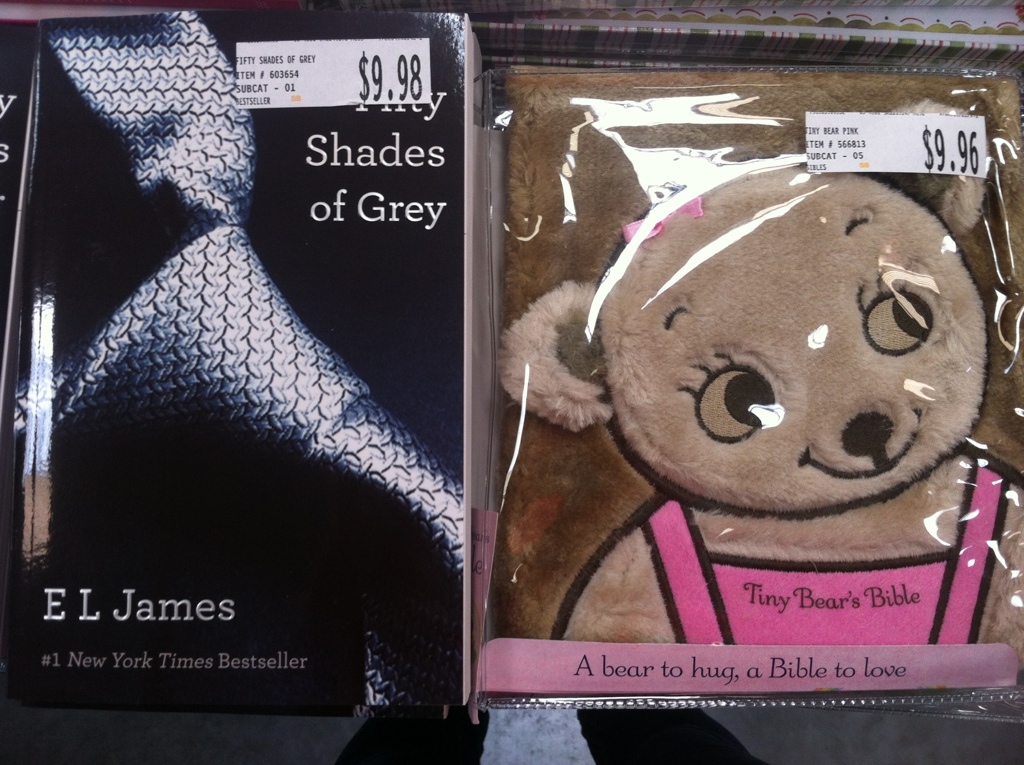 FIFTY SHADES OF GREY
ITEM # 603654
SUBCAT - 01
BESTSELLER
$9.98
Fifty
Shades
of Grey
E L James
#1 New York Times Bestseller
TINY BEAR PINK
ITEM # 566813
SUBCAT - 05
BIBLES
$9.96
Tiny Bear's Bible
A bear to hug, a Bible to love